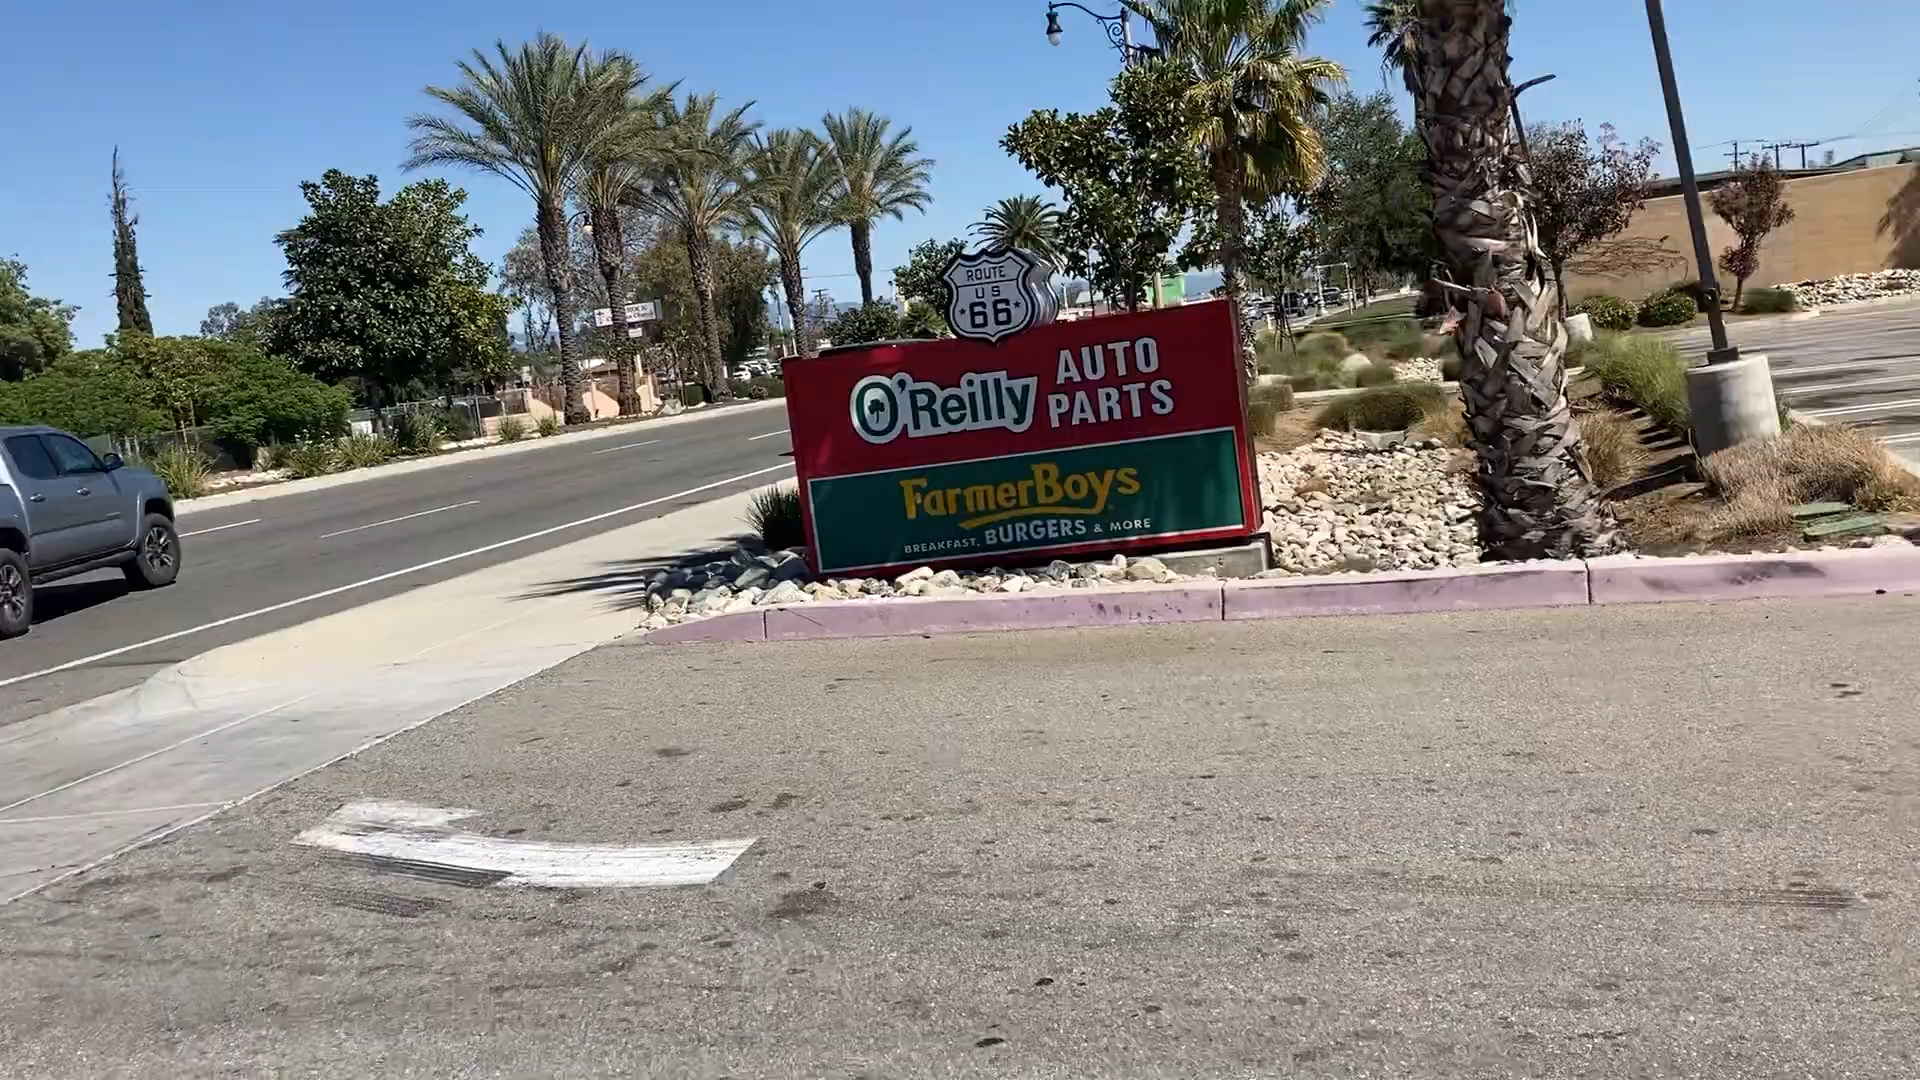 ROUTE
US
66
O'Reilly AUTO PARTS
FarmerBoys
BREAKFAST, BURGERS & MORE